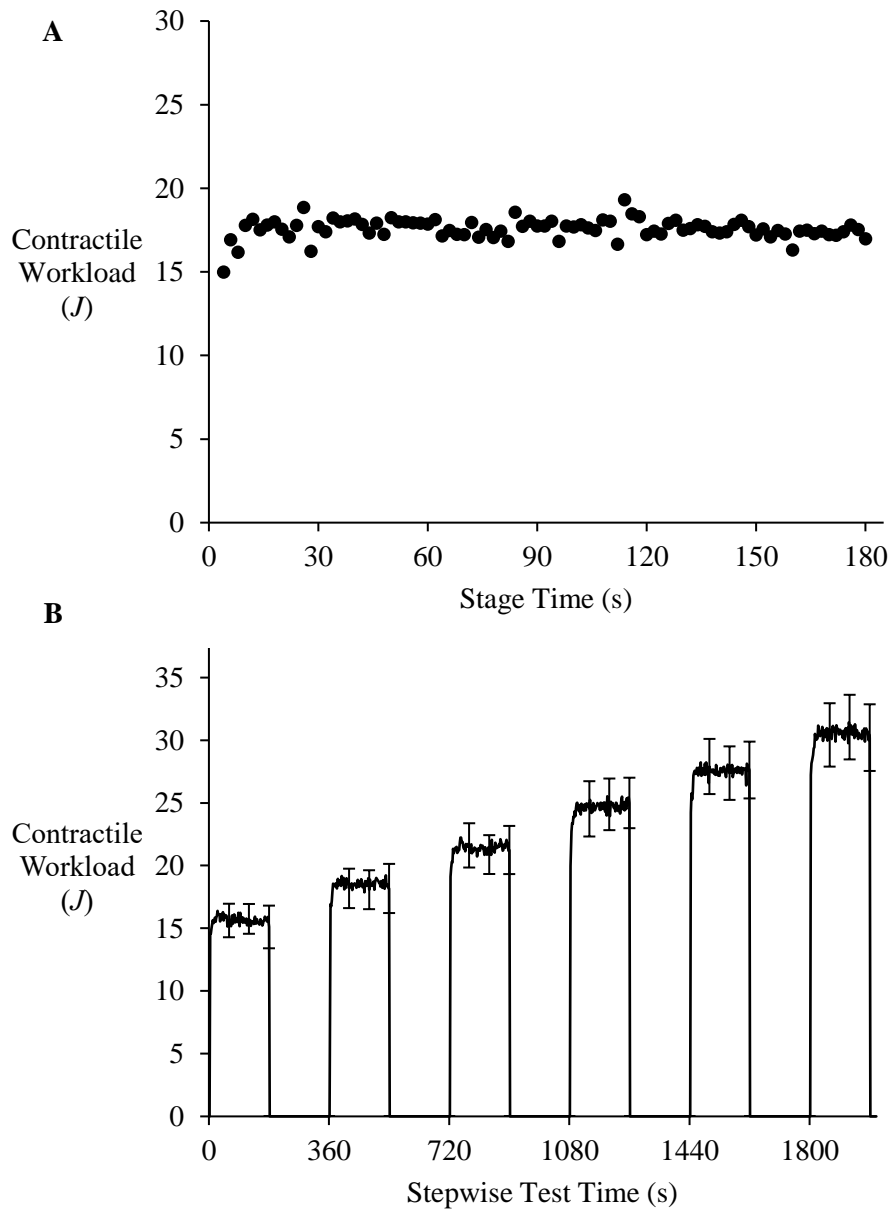 A
30
25
20
15
10
5
0
Contractile
Workload
(J)
0 30 60 90 120 150 180
Stage Time (s)
B
35
30
25
20
15
10
5
0
Contractile
Workload
(J)
0 360 720 1080 1440 1800
Stepwise Test Time (s)